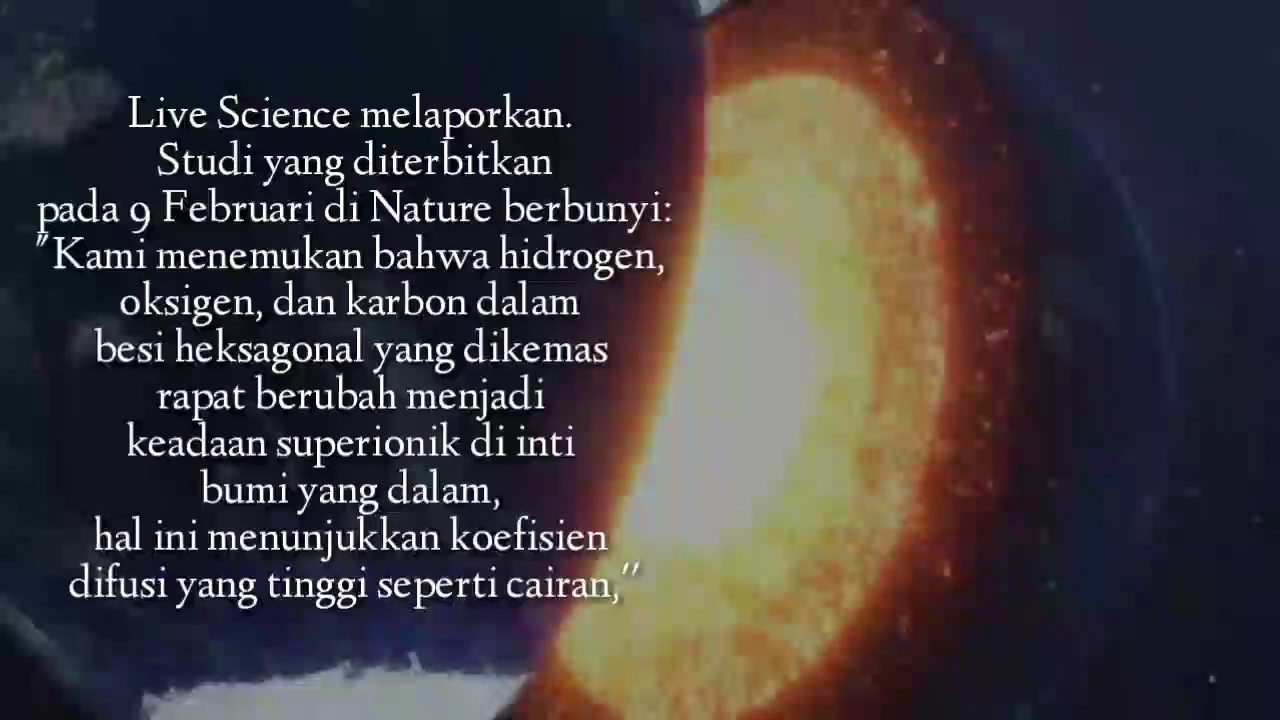 Live Science melaporkan.
Studi yang diterbitkan
pada 9 Februari di Nature berbunyi:
"Kami menemukan bahwa hidrogen,
oksigen, dan karbon dalam
besi heksagonal yang dikemas
rapat berubah menjadi
keadaan superionik di inti
bumi yang dalam,
hal ini menunjukkan koefisien
difusi yang tinggi seperti cairan,"